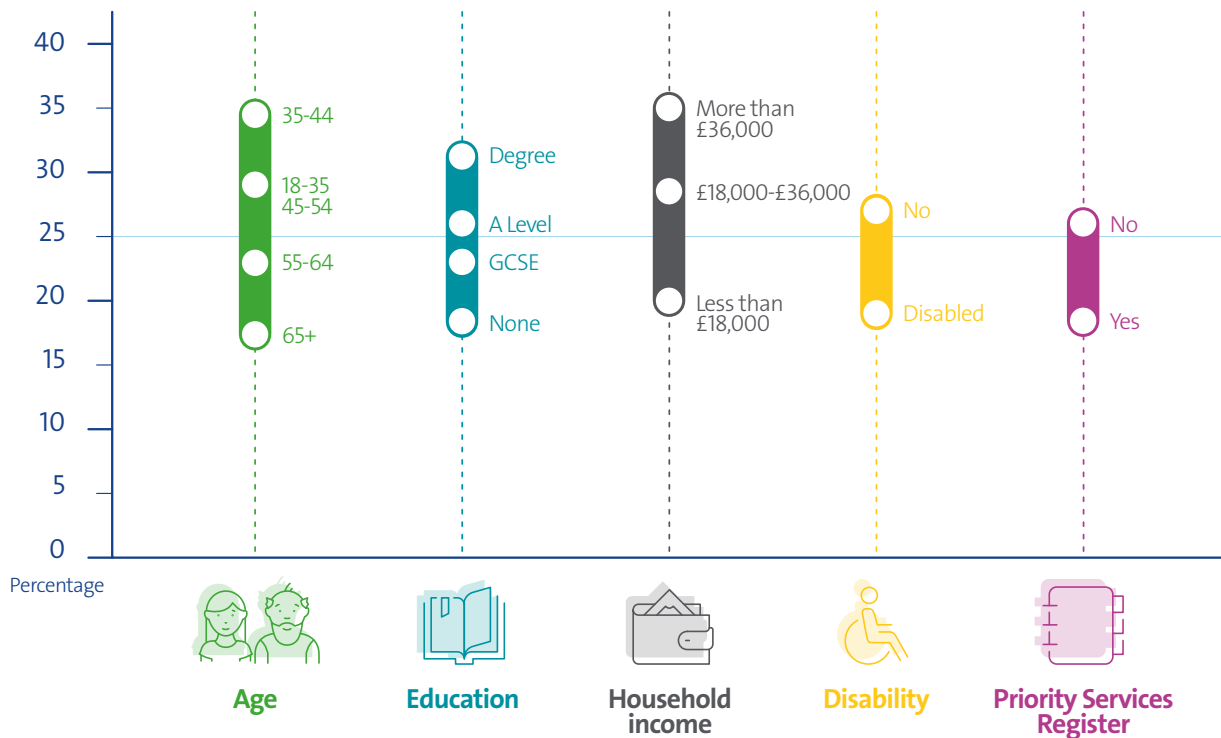 40
35
30
25
20
15
10
5
0
Percentage
35-44
18-35
45-54
55-64
65+
Degree
A Level
GCSE
None
More than
£36,000
£18,000-£36,000
Less than
£18,000
No
Disabled
No
Yes
Age
Education
Household
income
Disability
Priority Services
Register